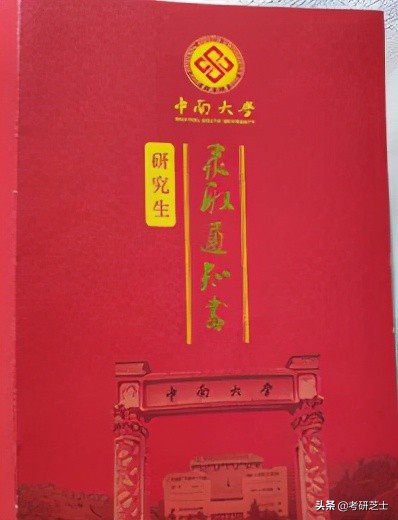 中南大学
研究生
录取通知书
中南大学
头条 @考研芝士